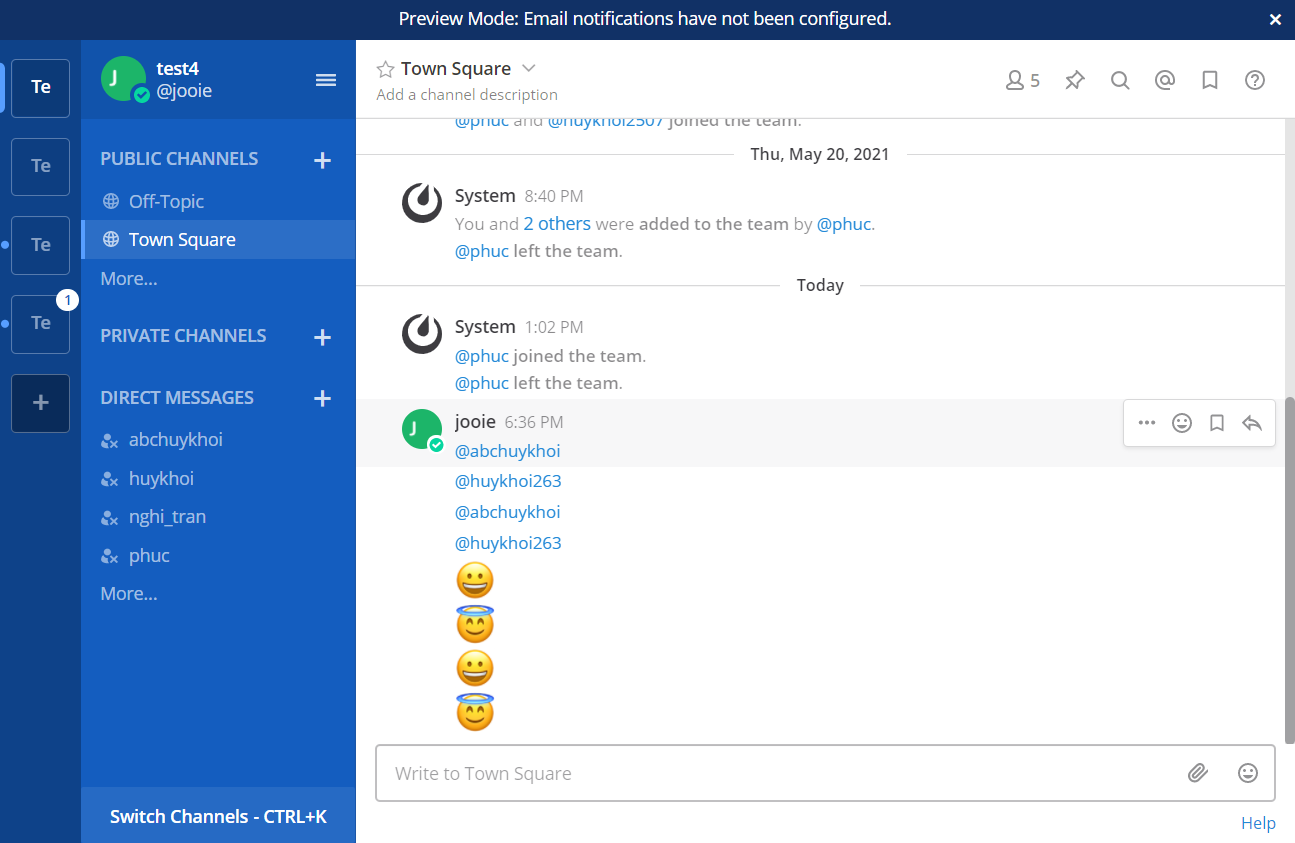 Preview Mode: Email notifications have not been configured.
Te
Te
Te
Te
1
J
test4
@jooie
PUBLIC CHANNELS
Off-Topic
Town Square
More...
PRIVATE CHANNELS
DIRECT MESSAGES
abchuykhoi
huykhoi
nghi_tran
phuc
More...
Switch Channels - CTRL+K
Town Square
Add a channel description
5
@phuc and @huykhoi2507 joined the team.
Thu, May 20, 2021
System 8:40 PM
You and 2 others were added to the team by @phuc.
@phuc left the team.
Today
System 1:02 PM
@phuc joined the team.
@phuc left the team.
J
jooie 6:36 PM
@abchuykhoi
@huykhoi263
@abchuykhoi
@huykhoi263
Write to Town Square
Help